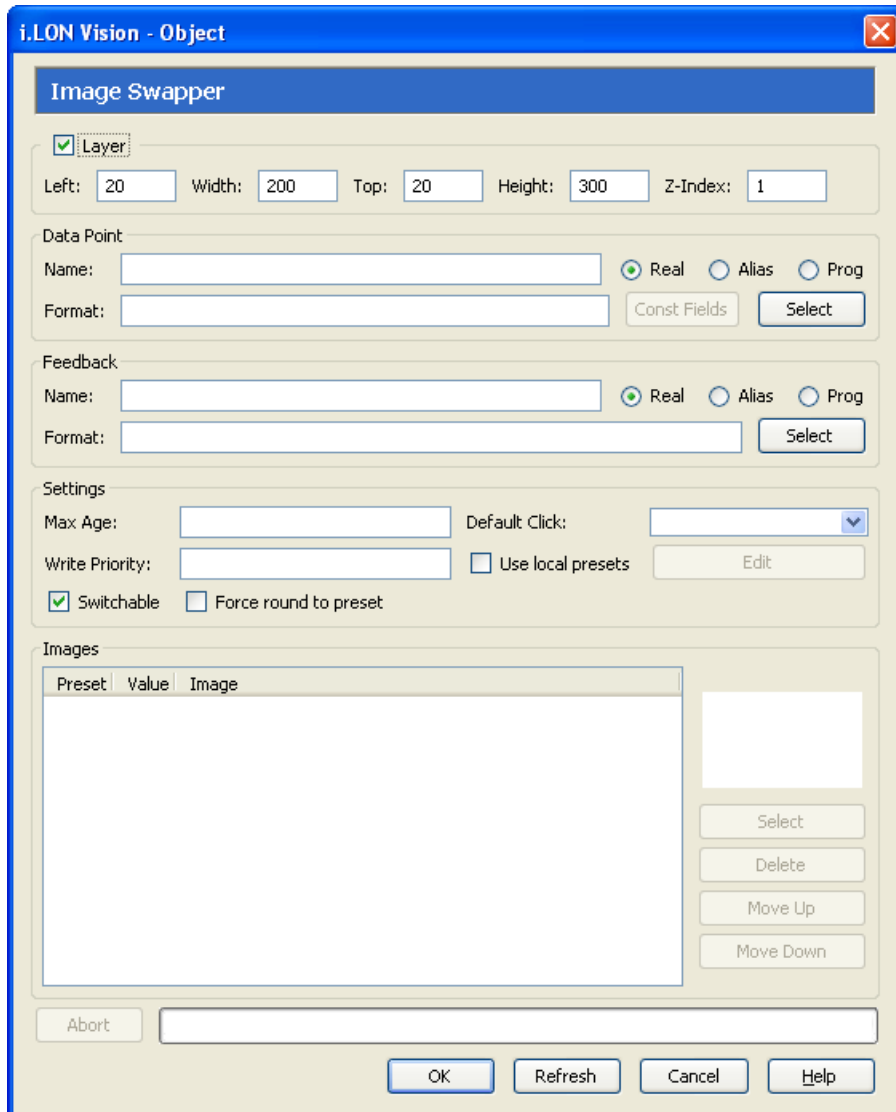 i.LON Vision - Object
Image Swapper
Layer
Left: 20 Width: 200 Top: 20 Height: 300 Z-Index: 1
Data Point
Name: Real Alias Prog
Format: Const Fields Select
Feedback
Name: Real Alias Prog
Format: Select
Settings
Max Age: Default Click:
Write Priority: Use local presets Edit
Switchable Force round to preset
Images
Preset Value Image
Select
Delete
Move Up
Move Down
Abort
OK Refresh Cancel Help